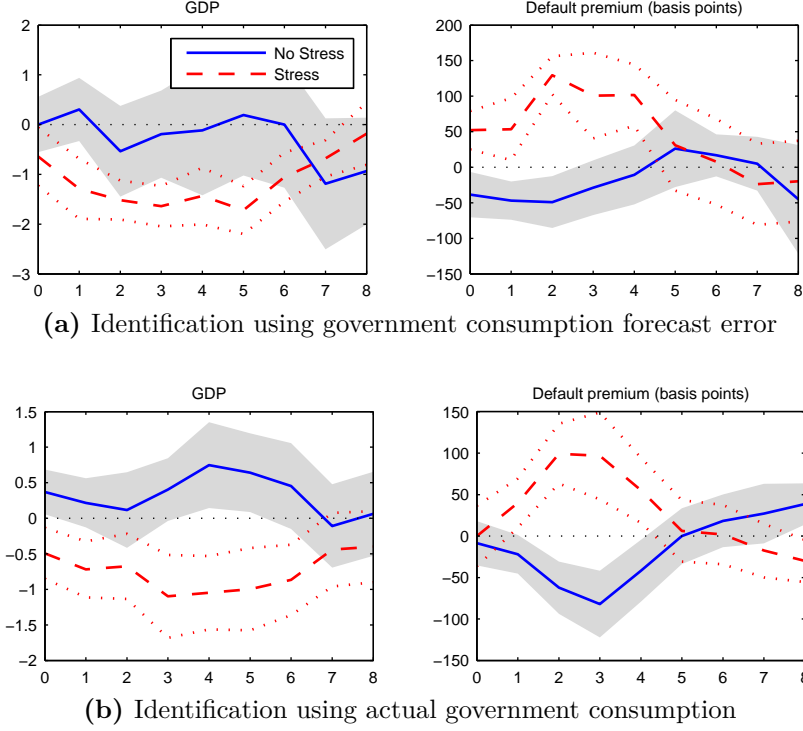 GDP
2
1
0
−1
−2
−3
0 1 2 3 4 5 6 7 8
No Stress
Stress
Default premium (basis points)
200
150
100
50
0
−50
−100
−150
0 1 2 3 4 5 6 7 8
(a) Identification using government consumption forecast error
GDP
1.5
1
0.5
0
−0.5
−1
−1.5
−2
0 1 2 3 4 5 6 7 8
Default premium (basis points)
150
100
50
0
−50
−100
−150
0 1 2 3 4 5 6 7 8
(b) Identification using actual government consumption